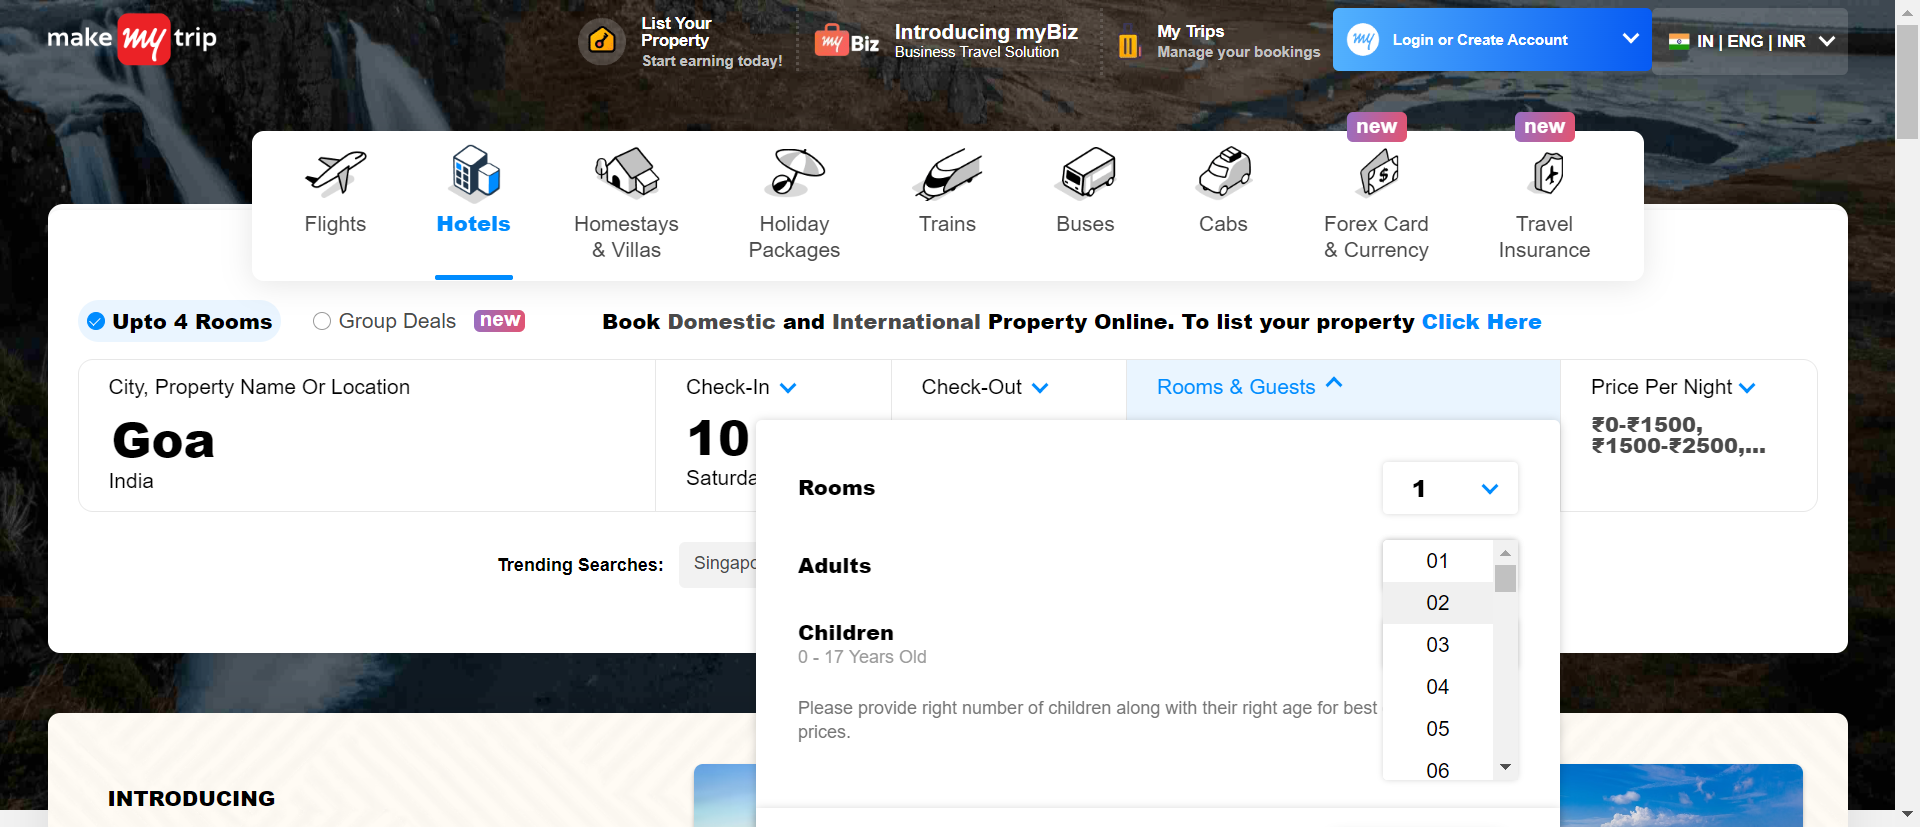 make my trip
List Your
Property
Start earning today!
my Biz
Introducing myBiz
Business Travel Solution
My Trips
Manage your bookings
my
Login or Create Account
IN | ENG | INR
new
new
Flights
Hotels
Homestays
& Villas
Holiday
Packages
Trains
Buses
Cabs
Forex Card
& Currency
Travel
Insurance
Upto 4 Rooms
Group Deals
new
Book Domestic and International Property Online. To list your property Click Here
City, Property Name Or Location
Goa
India
Check-In
10
Saturda
Check-Out
Rooms & Guests
Price Per Night
₹0-₹1500,
₹1500-₹2500,...
Rooms
1
Adults
01
02
03
04
05
06
Children
0 - 17 Years Old
Please provide right number of children along with their right age for best
prices.
Trending Searches:
Singapo
INTRODUCING